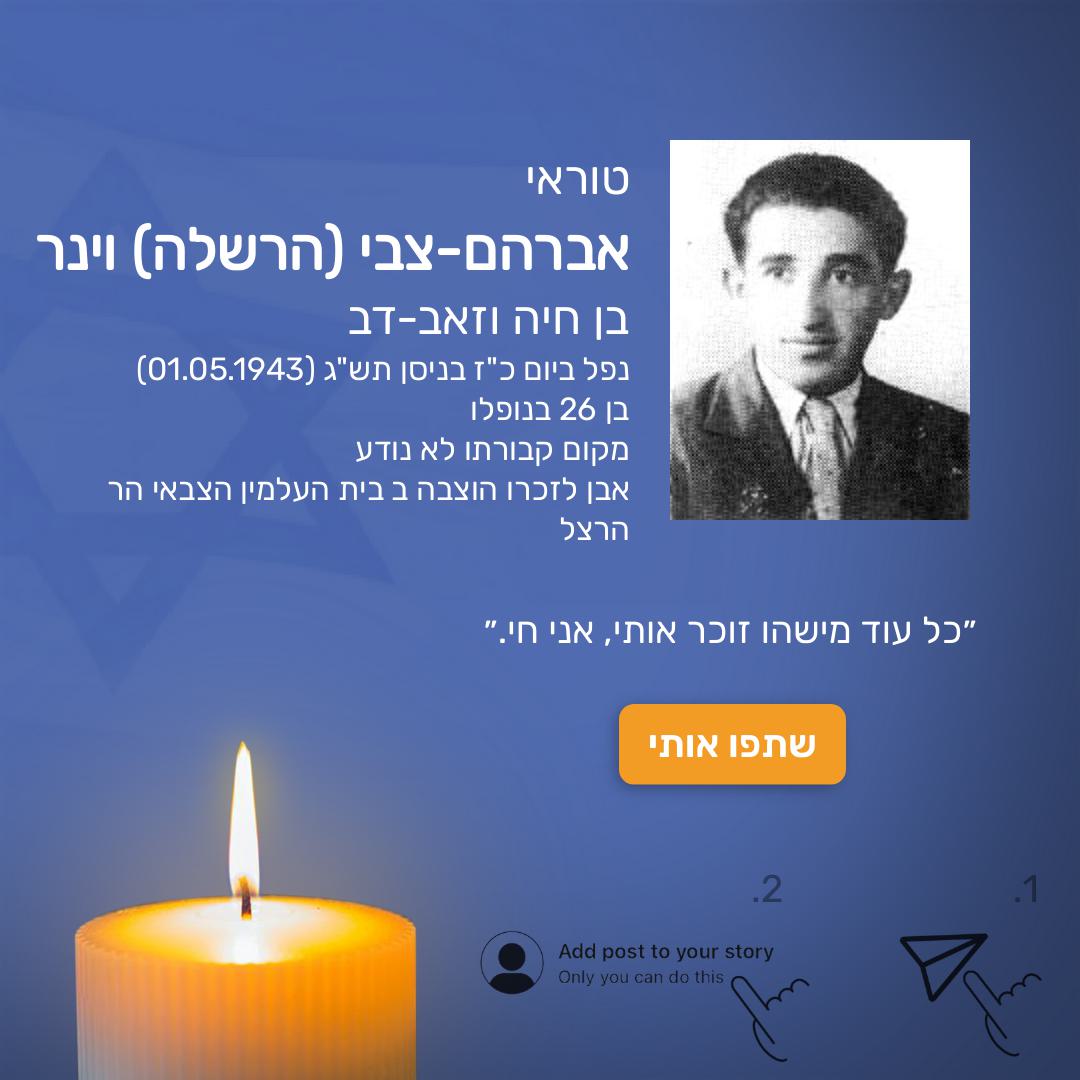 טוראי
אברהם-צבי (הרשלה) וינר
בן חיה וזאב-דב
נפל ביום כ"ז בניסן תש"ג (01.05.1943)
בן 26 בנופלו
מקום קבורתו לא נודע
אבן לזכרו הוצבה ב בית העלמין הצבאי הר
הרצל
״כל עוד מישהו זוכר אותי, אני חי.״
שתפו אותי
.1
.2
Add post to your story
Only you can do this